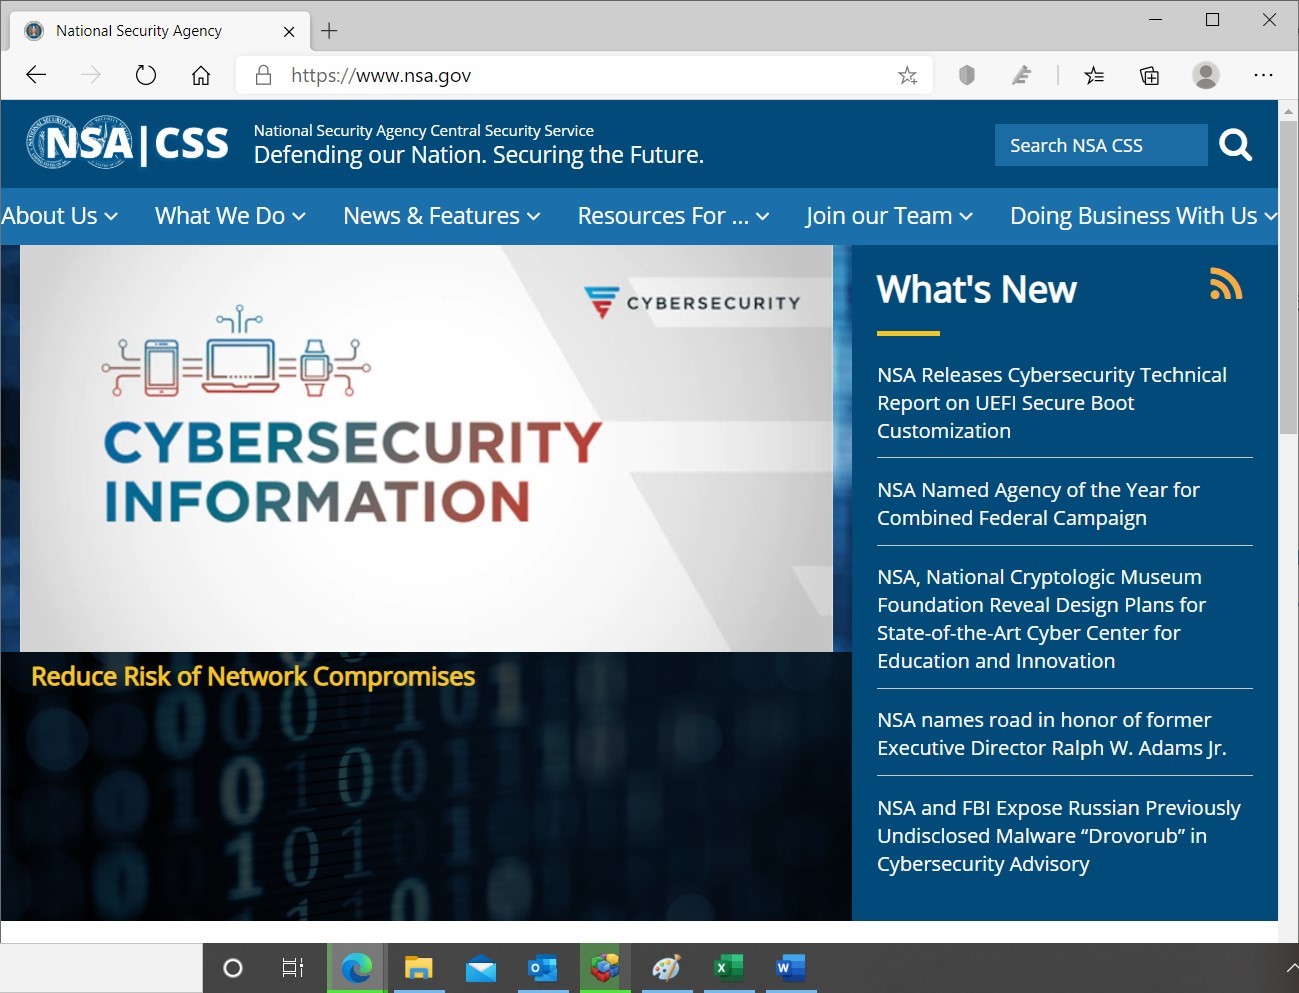 National Security Agency
https://www.nsa.gov
NSA|CSS
National Security Agency Central Security Service
Defending our Nation. Securing the Future.
Search NSA CSS
About Us
What We Do
News & Features
Resources For ...
Join our Team
Doing Business With Us
CYBERSECURITY
CYBERSECURITY
INFORMATION
Reduce Risk of Network Compromises
What's New
NSA Releases Cybersecurity Technical
Report on UEFI Secure Boot
Customization
NSA Named Agency of the Year for
Combined Federal Campaign
NSA, National Cryptologic Museum
Foundation Reveal Design Plans for
State-of-the-Art Cyber Center for
Education and Innovation
NSA names road in honor of former
Executive Director Ralph W. Adams Jr.
NSA and FBI Expose Russian Previously
Undisclosed Malware “Drovorub” in
Cybersecurity Advisory